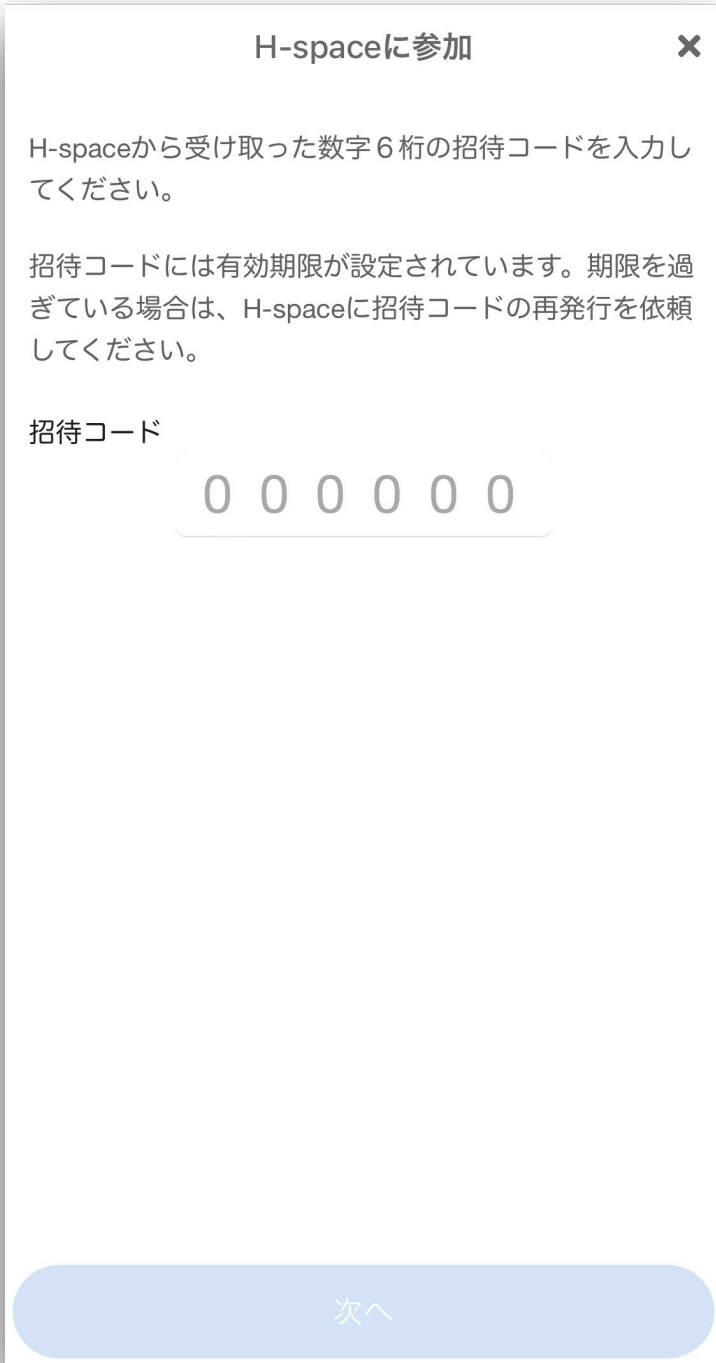 H-spaceに参加
H-spaceから受け取った数字６桁の招待コードを入力し
てください。
招待コードには有効期限が設定されています。期限を過
ぎている場合は、H-spaceに招待コードの再発行を依頼
してください。
招待コード
0 0 0 0 0 0
次へ